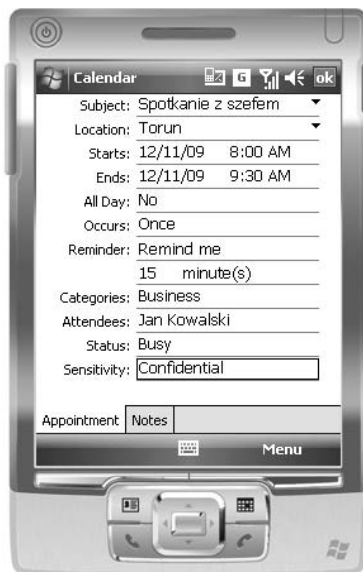 Calendar G ok
Subject: Spotkanie z szefem
Location: Torun
Starts: 12/11/09 8:00 AM
Ends: 12/11/09 9:30 AM
All Day: No
Occurs: Once
Reminder: Remind me
15 minute(s)
Categories: Business
Attendees: Jan Kowalski
Status: Busy
Sensitivity: Confidential
Appointment Notes
Menu